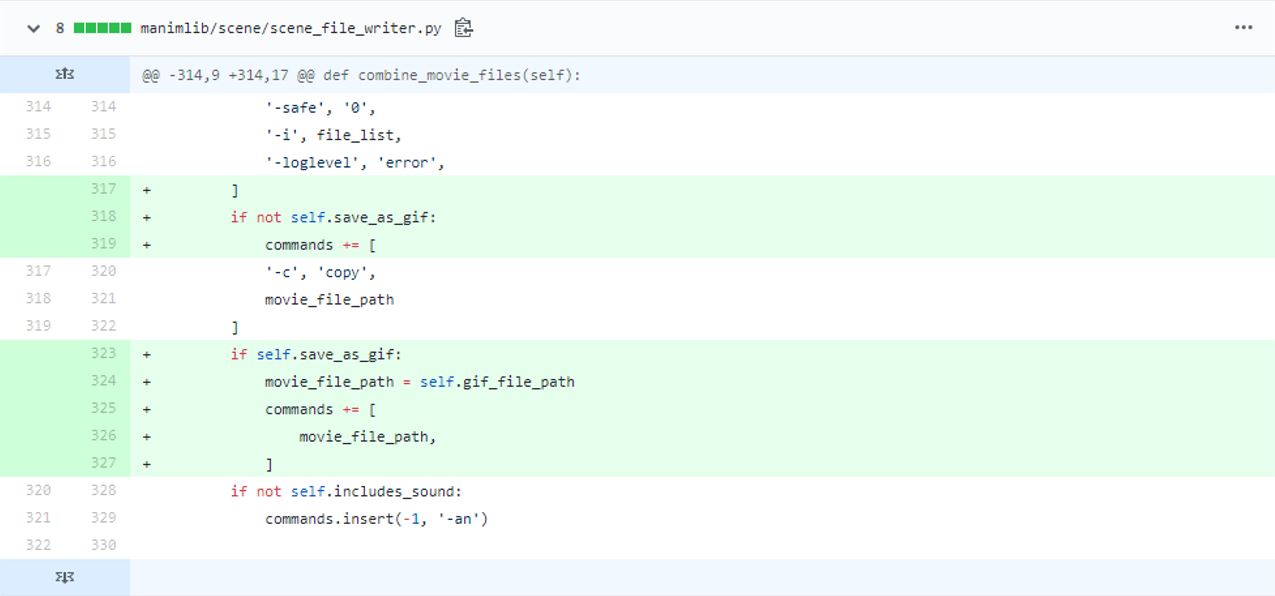 8 manimlib/scene/scene_file_writer.py
@@ -314,9 +314,17 @@ def combine_movie_files(self):
314 314 '-safe', '0',
315 315 '-i', file_list,
316 316 '-loglevel', 'error',
317 + ]
318 + if not self.save_as_gif:
319 + commands += [
317 320 '-c', 'copy',
318 321 movie_file_path
319 322 ]
323 + if self.save_as_gif:
324 + movie_file_path = self.gif_file_path
325 + commands += [
326 + movie_file_path,
327 + ]
320 328 if not self.includes_sound:
321 329 commands.insert(-1, '-an')
322 330